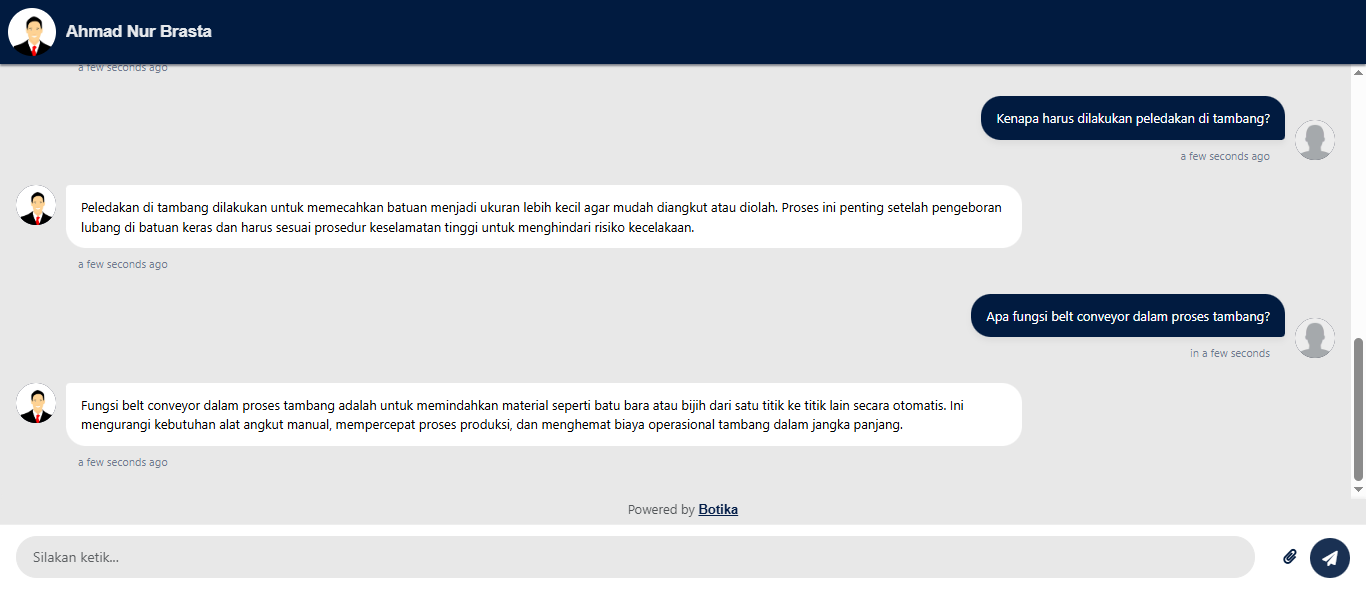 Ahmad Nur Brasta
a few seconds ago
Kenapa harus dilakukan peledakan di tambang?
a few seconds ago
Peledakan di tambang dilakukan untuk memecahkan batuan menjadi ukuran lebih kecil agar mudah diangkut atau diolah. Proses ini penting setelah pengeboran
lubang di batuan keras dan harus sesuai prosedur keselamatan tinggi untuk menghindari risiko kecelakaan.
a few seconds ago
Apa fungsi belt conveyor dalam proses tambang?
in a few seconds
Fungsi belt conveyor dalam proses tambang adalah untuk memindahkan material seperti batu bara atau bijih dari satu titik ke titik lain secara otomatis. Ini
mengurangi kebutuhan alat angkut manual, mempercepat proses produksi, dan menghemat biaya operasional tambang dalam jangka panjang.
a few seconds ago
Powered by Botika
Silakan ketik...